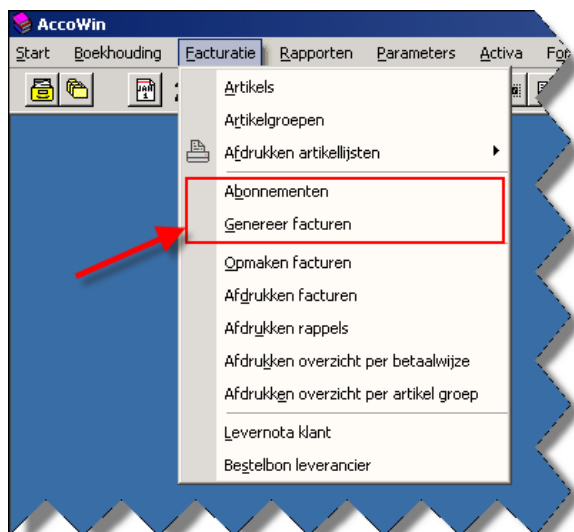 AccoWin
Start Boekhouding Facturatie Rapporten Parameters Activa
Artikels
Artikelgroepen
Afdrukken artikellijsten
Abonnementen
Genereer facturen
Opmaken facturen
Afdrukken facturen
Afdrukken rappels
Afdrukken overzicht per betaalwijze
Afdrukken overzicht per artikel groep
Levernota klant
Bestelbon leverancier